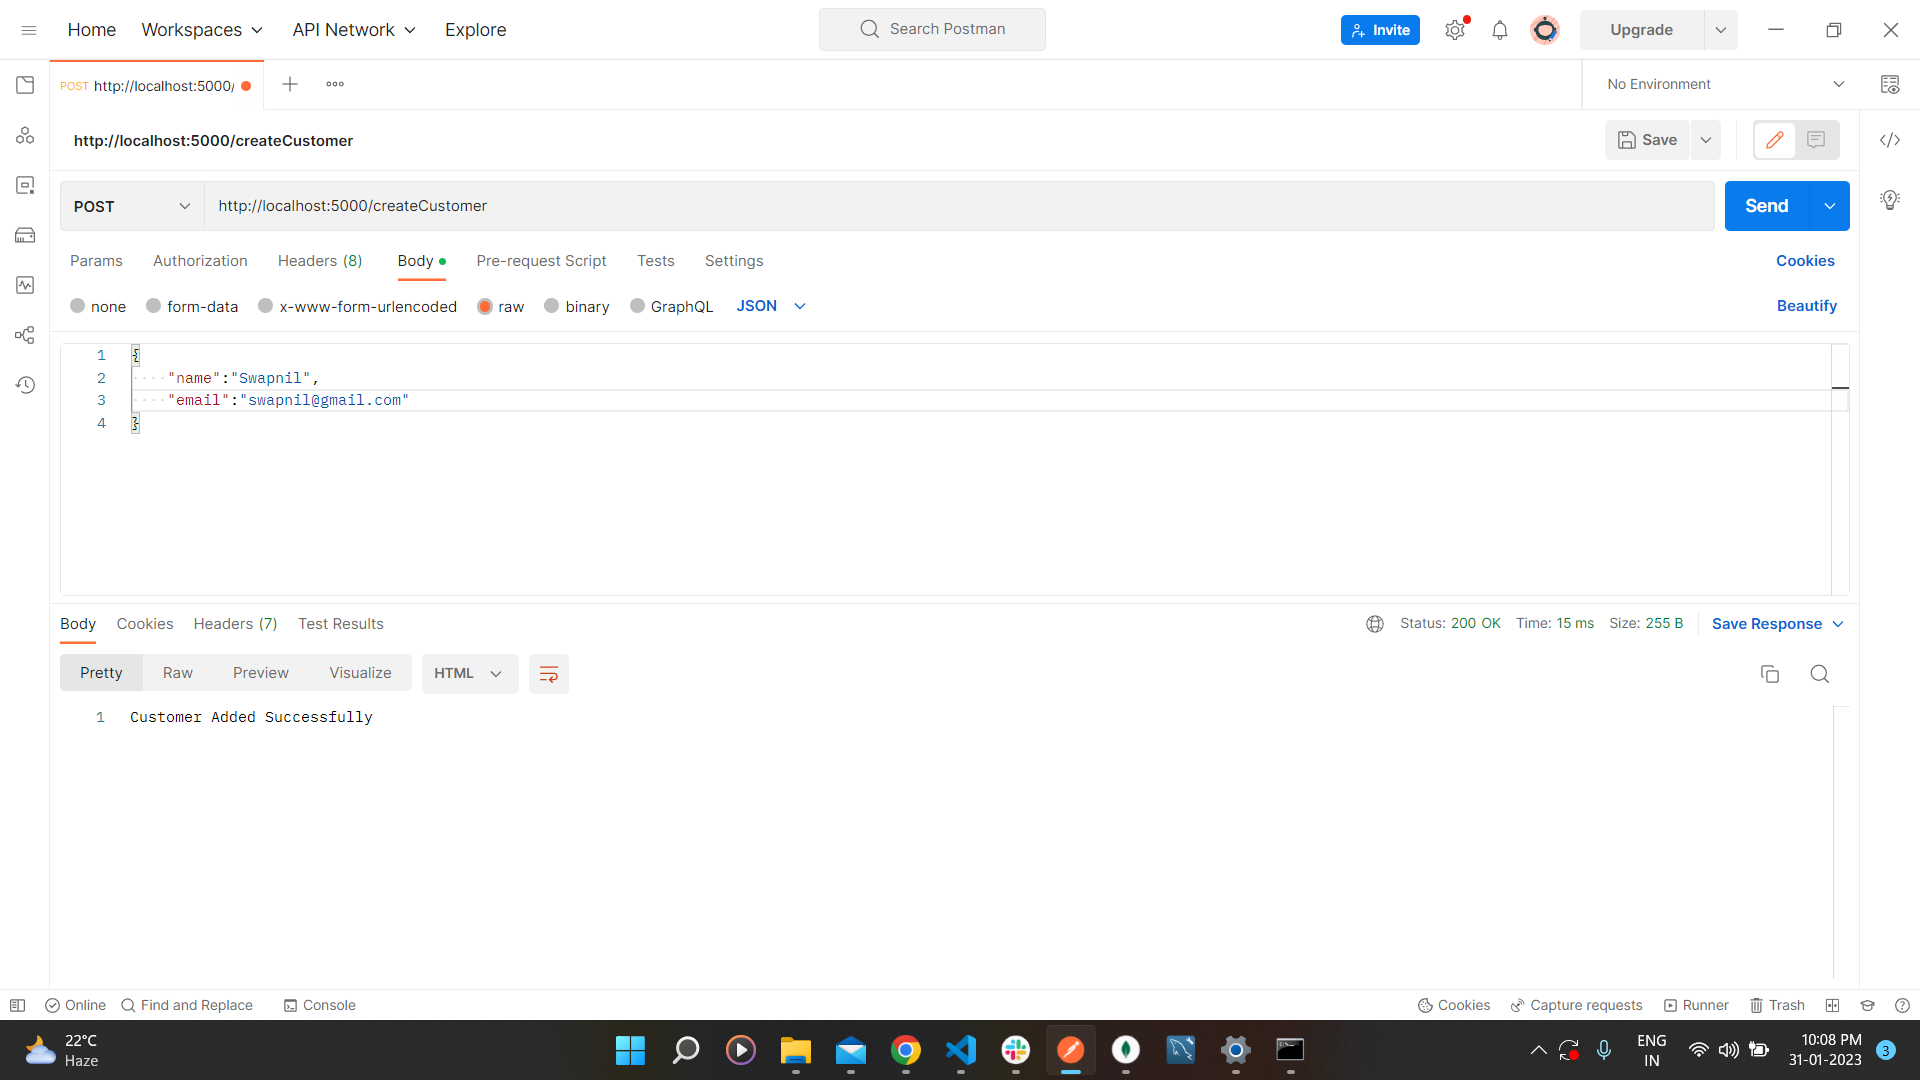 Home Workspaces API Network Explore Search Postman Invite Upgrade
POST http://localhost:5000/ No Environment
http://localhost:5000/createCustomer Save
POST http://localhost:5000/createCustomer Send
Params Authorization Headers (8) Body Pre-request Script Tests Settings Cookies
none form-data x-www-form-urlencoded raw binary GraphQL JSON Beautify
1 {
2 ····"name":"Swapnil",
3 ····"email":"swapnil@gmail.com"
4 }
Body Cookies Headers (7) Test Results Status: 200 OK Time: 15 ms Size: 255 B Save Response
Pretty Raw Preview Visualize HTML
1 Customer Added Successfully
Online Find and Replace Console Cookies Capture requests Runner Trash
22°C ENG 10:08 PM
Haze IN 31-01-2023 3